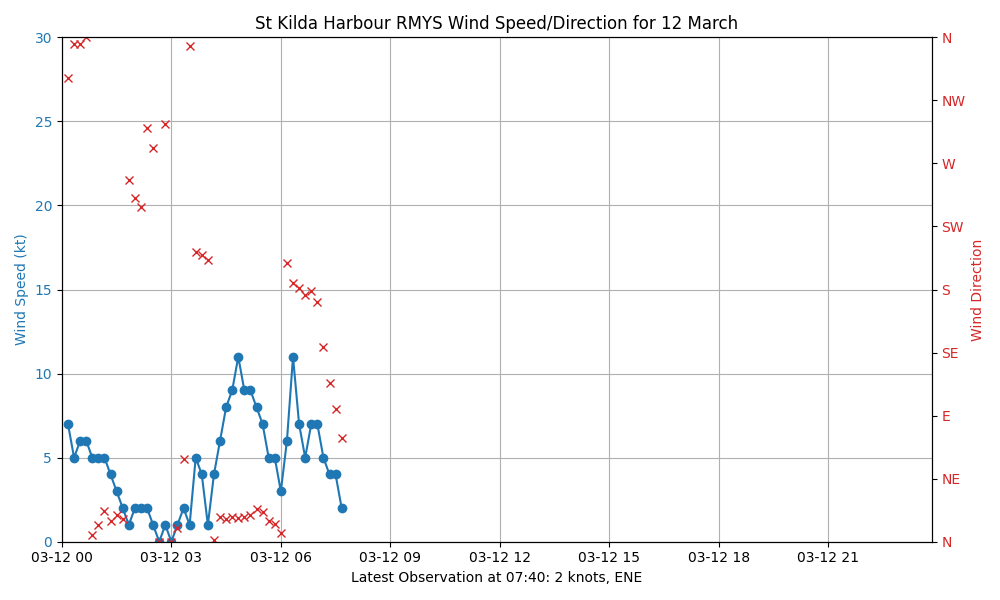 St Kilda Harbour RMYS Wind Speed/Direction for 12 March
Wind Speed (kt)
30
25
20
15
10
5
0
N
NW
W
SW
S
SE
E
NE
N
Wind Direction
03-12 00
03-12 03
03-12 06
03-12 09
03-12 12
03-12 15
03-12 18
03-12 21
Latest Observation at 07:40: 2 knots, ENE